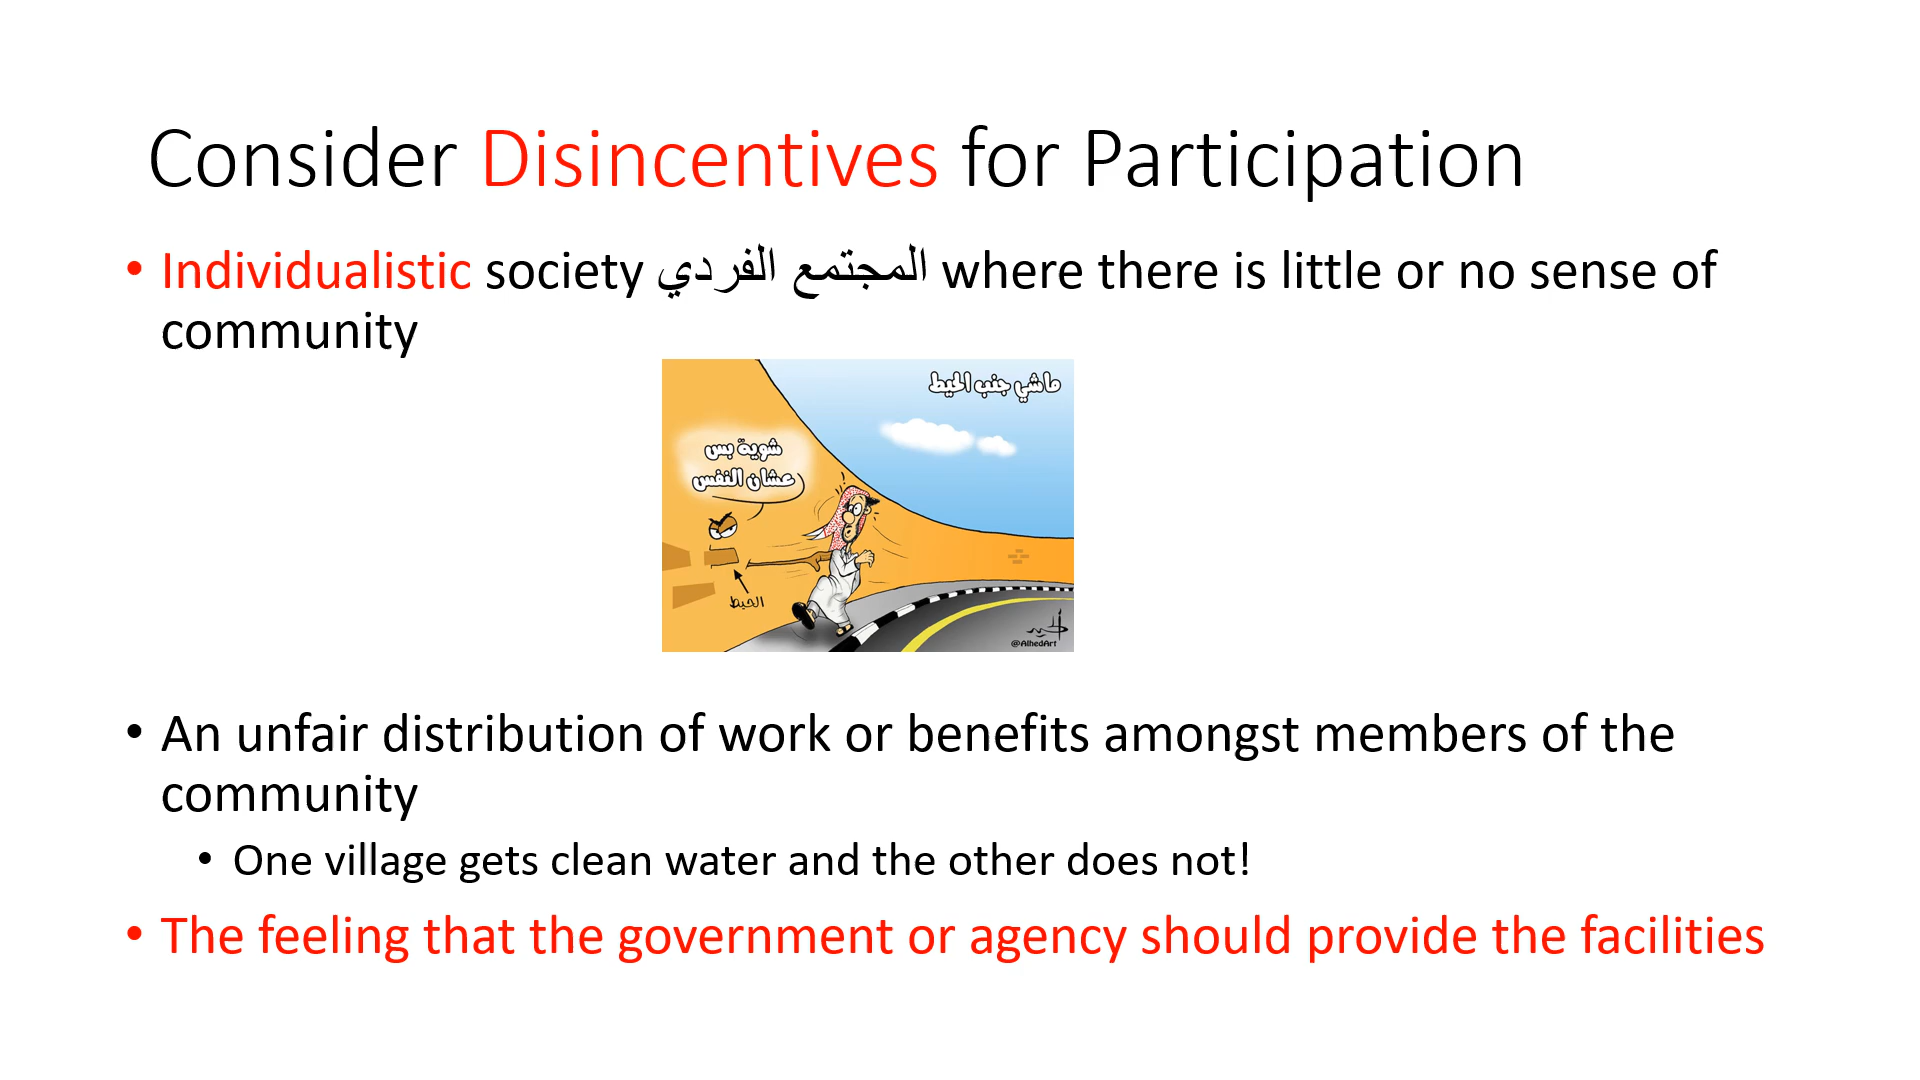 Consider Disincentives for Participation
• Individualistic society المجتمع الفردي where there is little or no sense of
community
ماشي جنب الحيط
شوية بس
عشان النفس
الحيط
@AlhedArt
• An unfair distribution of work or benefits amongst members of the
community
• One village gets clean water and the other does not!
• The feeling that the government or agency should provide the facilities